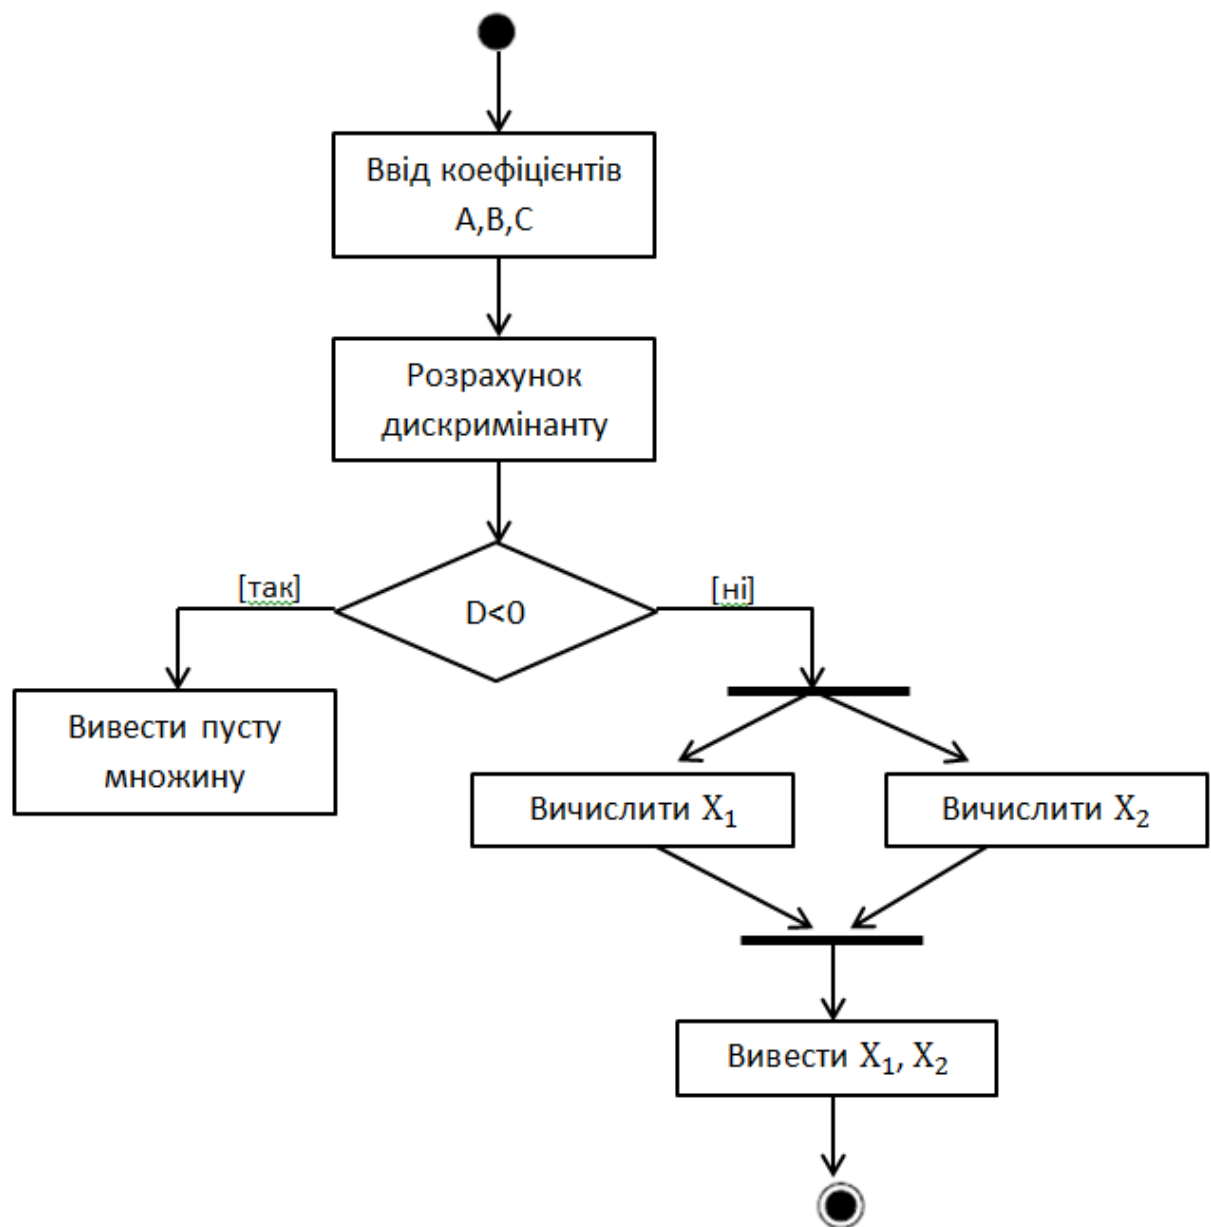 Ввід коефіцієнтів
A,B,C
Розрахунок
дискримінанту
[так]
D<0
[ні]
Вивести пусту
множину
Вичислити X₁
Вичислити X₂
Вивести X₁, X₂